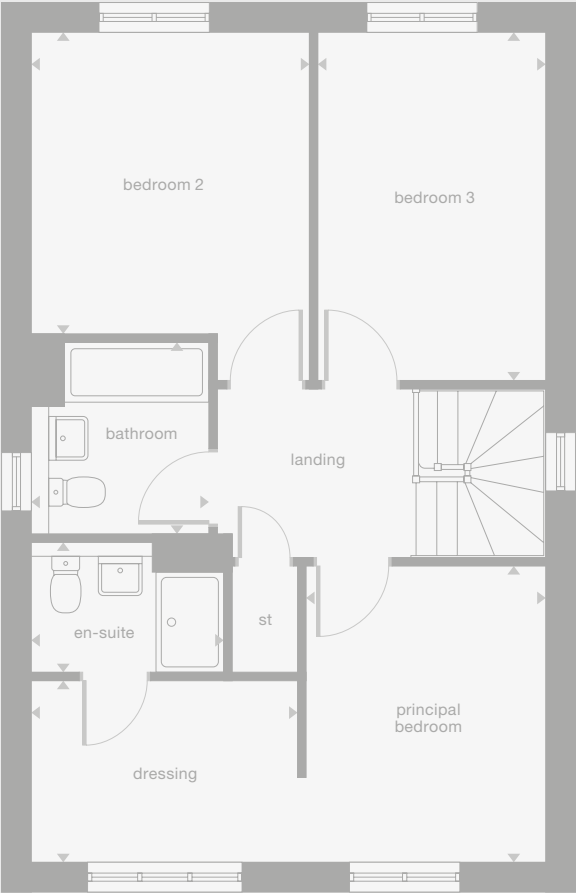 bedroom 2
bedroom 3
bathroom
landing
st
en-suite
principal
bedroom
dressing